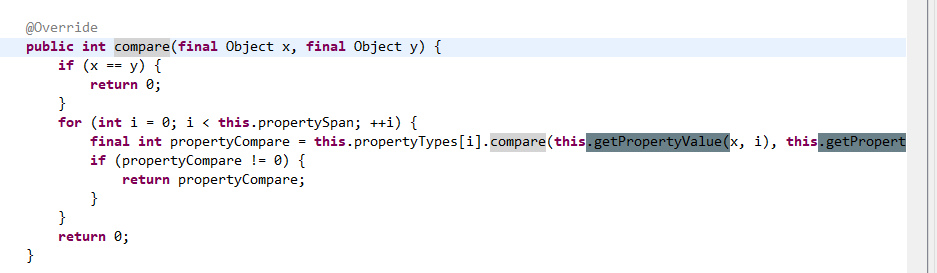 @Override
public int compare(final Object x, final Object y) {
if (x == y) {
return 0;
}
for (int i = 0; i < this.propertySpan; ++i) {
final int propertyCompare = this.propertyTypes[i].compare(this.getPropertyValue(x, i), this.getPropert
if (propertyCompare != 0) {
return propertyCompare;
}
}
return 0;
}